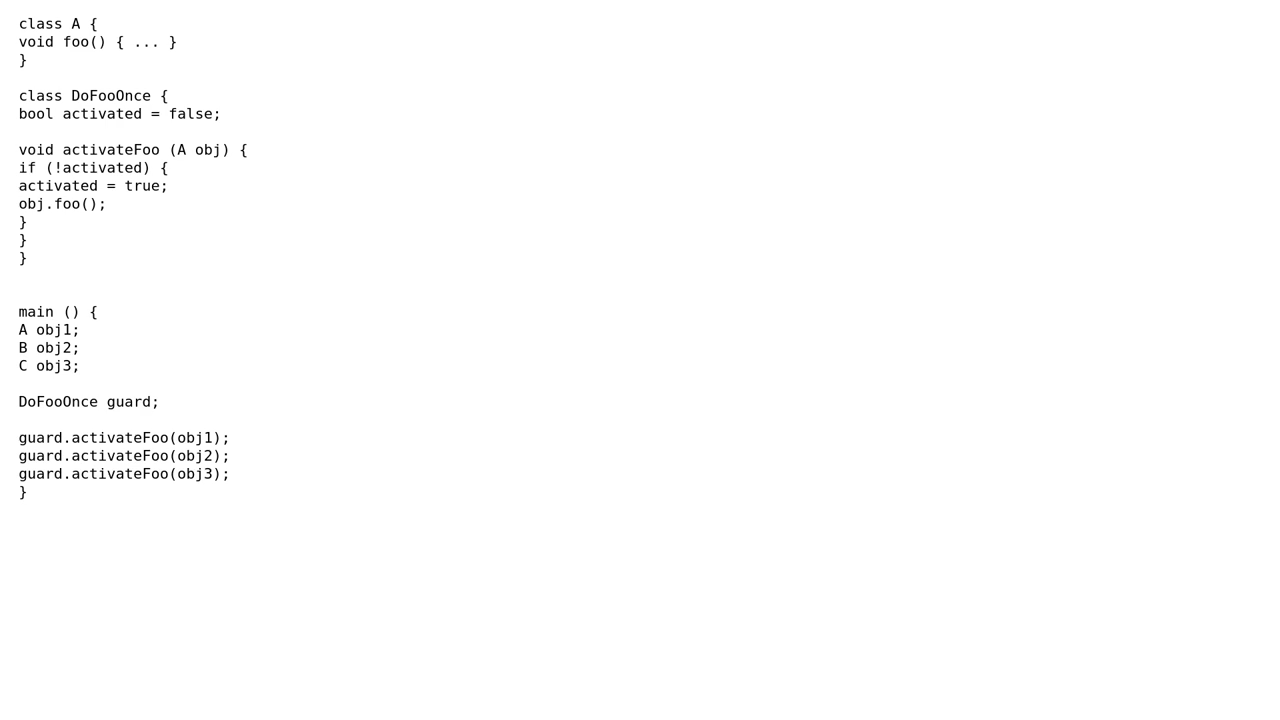 class A {
void foo() { ... }
}

class DoFooOnce {
bool activated = false;

void activateFoo (A obj) {
if (!activated) {
activated = true;
obj.foo();
}
}
}


main () {
A obj1;
B obj2;
C obj3;

DoFooOnce guard;

guard.activateFoo(obj1);
guard.activateFoo(obj2);
guard.activateFoo(obj3);
}